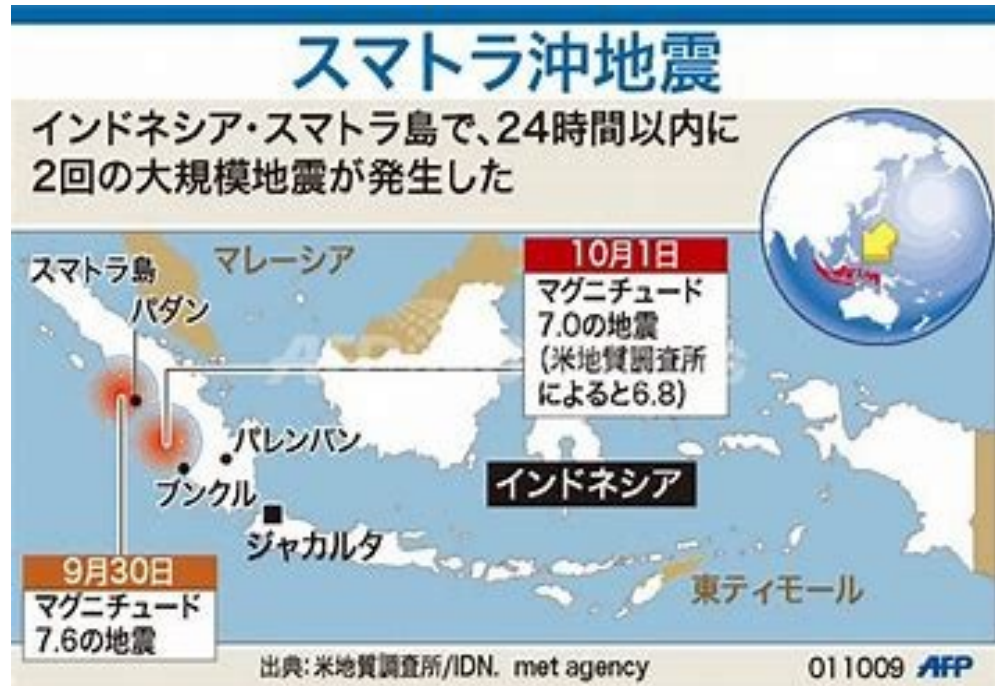 スマトラ沖地震
インドネシア・スマトラ島で、24時間以内に
2回の大規模地震が発生した
スマトラ島
マレーシア
パダン
10月1日
マグニチュード
7.0の地震
(米地質調査所
によると6.8)
パレンバン
ブンクル
インドネシア
ジャカルタ
9月30日
マグニチュード
7.6の地震
東ティモール
出典:米地質調査所/IDN. met agency
011009 AFP